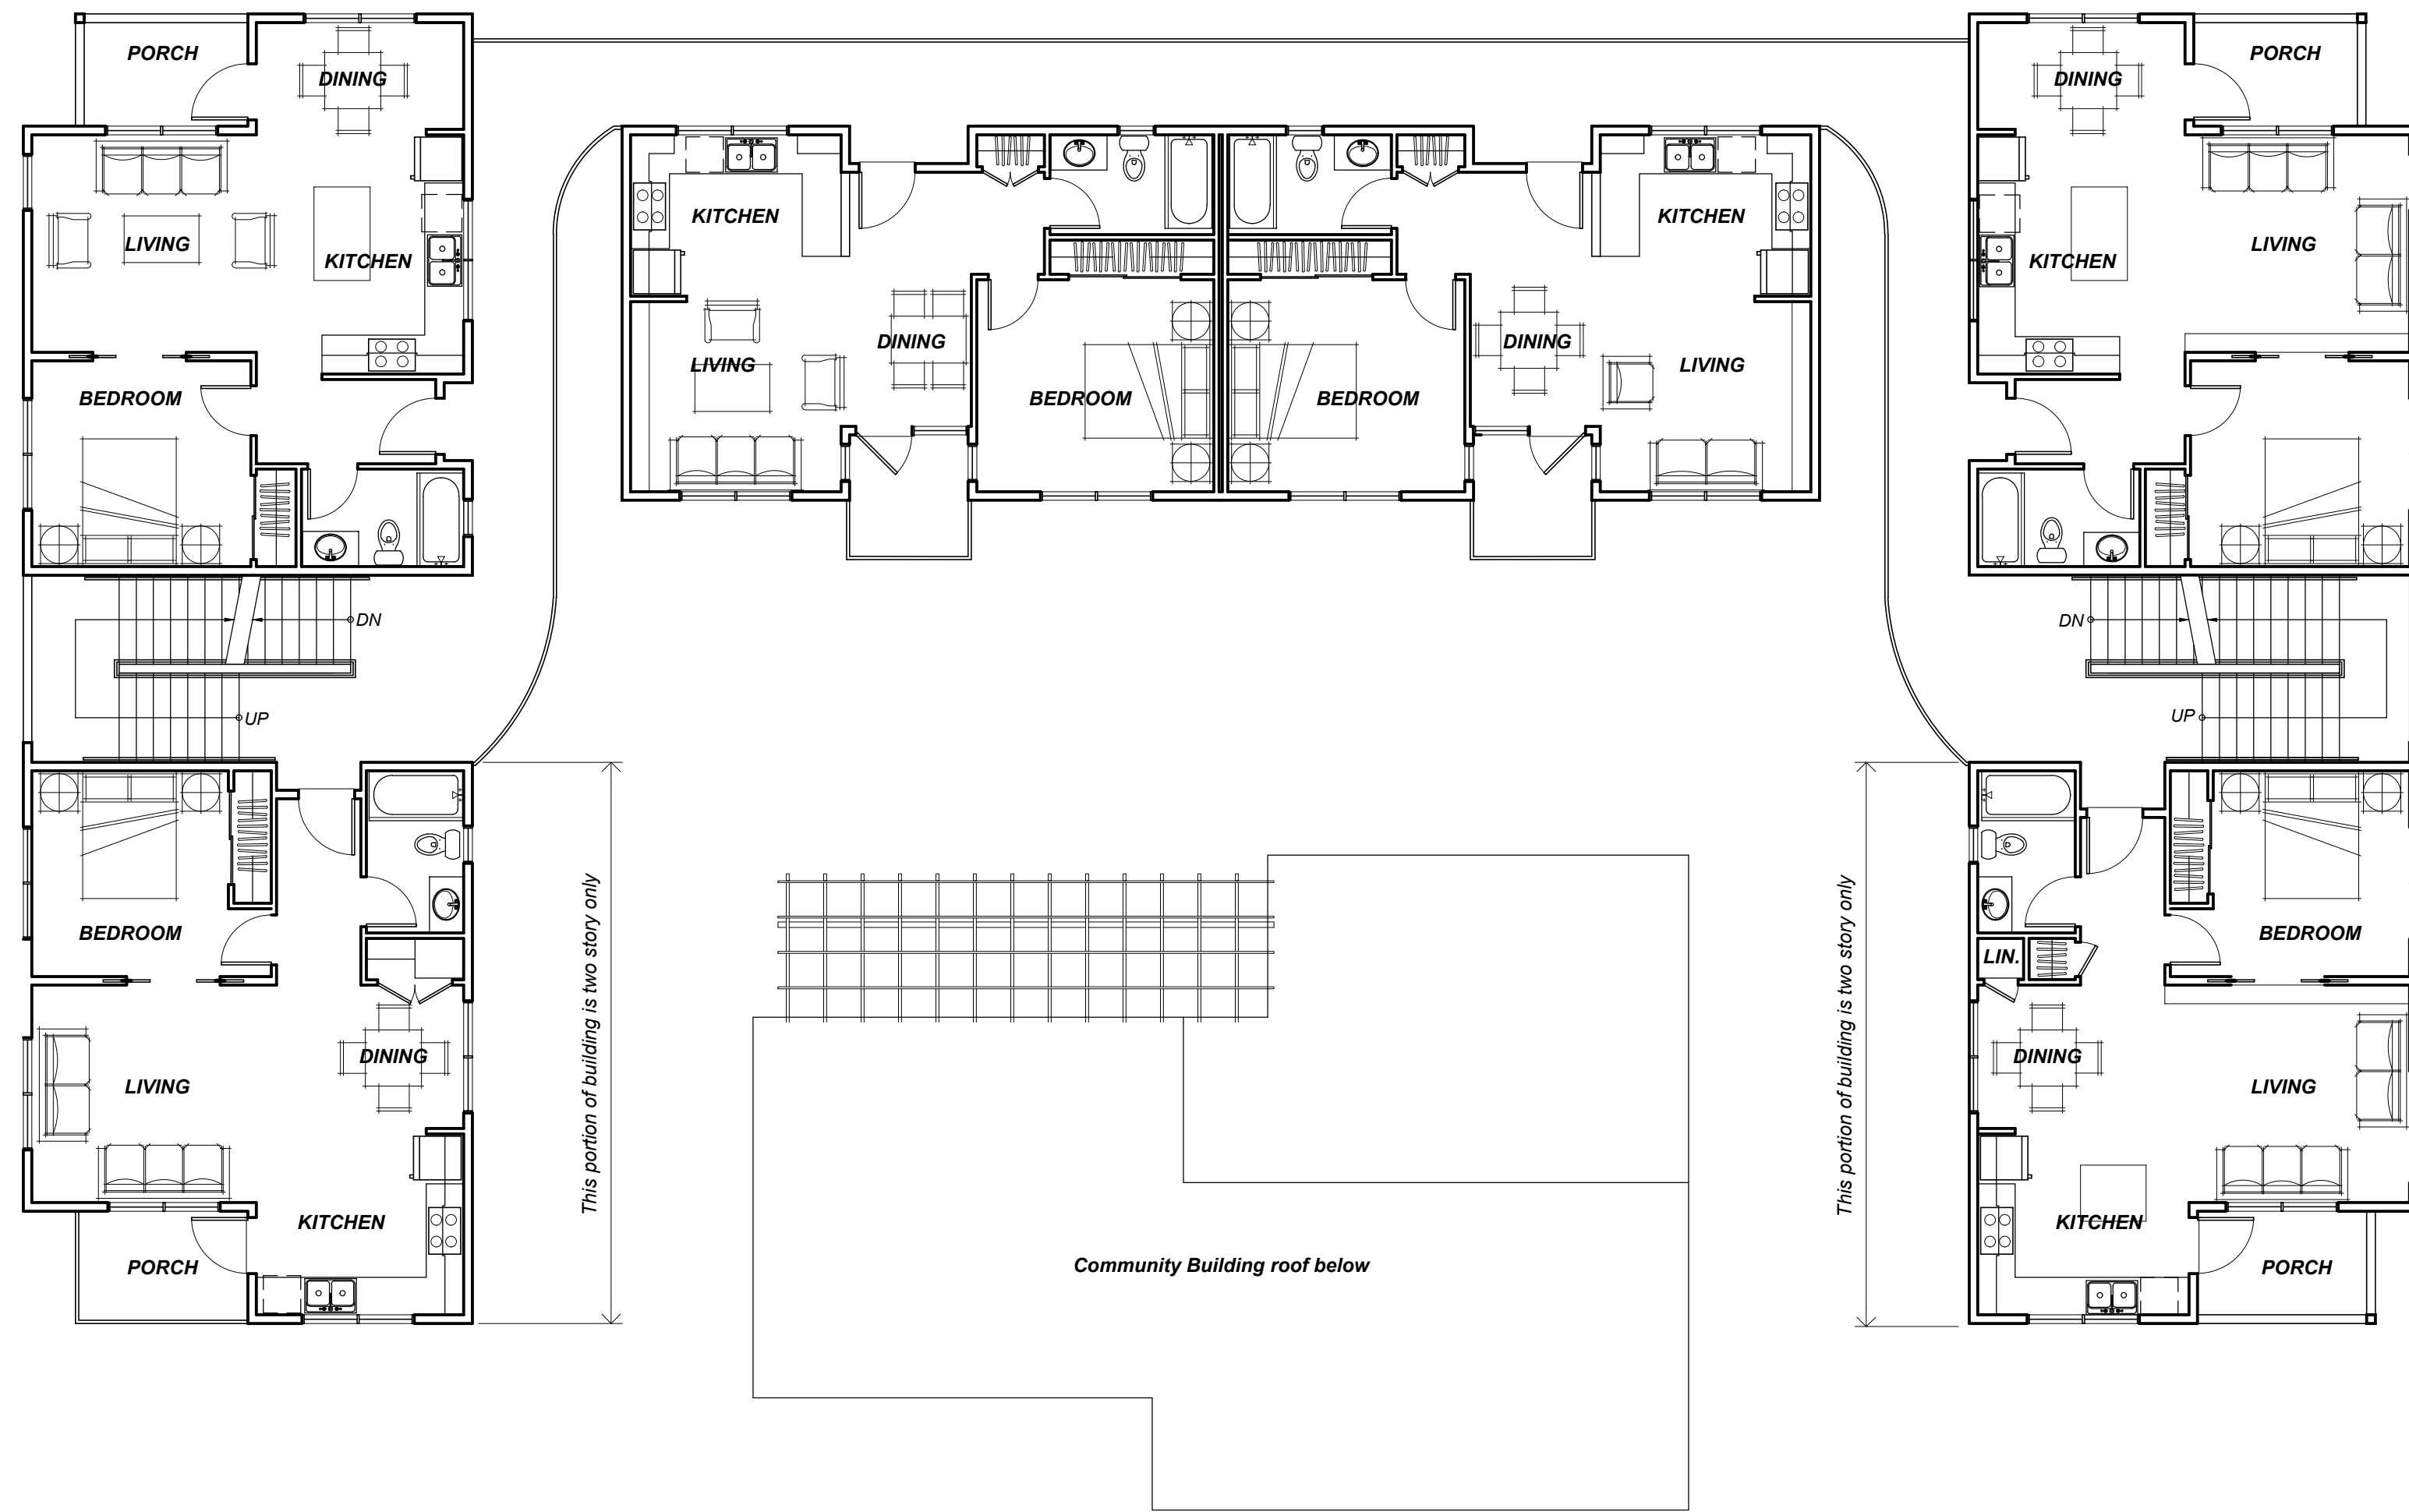 PORCH
DINING
LIVING
KITCHEN
BEDROOM
DN
UP
BEDROOM
LIVING
DINING
KITCHEN
PORCH
This portion of building is two story only
KITCHEN
LIVING
DINING
BEDROOM
BEDROOM
DINING
KITCHEN
LIVING
Community Building roof below
This portion of building is two story only
DINING
PORCH
KITCHEN
LIVING
DN
UP
BEDROOM
LIN.
DINING
LIVING
KITCHEN
PORCH